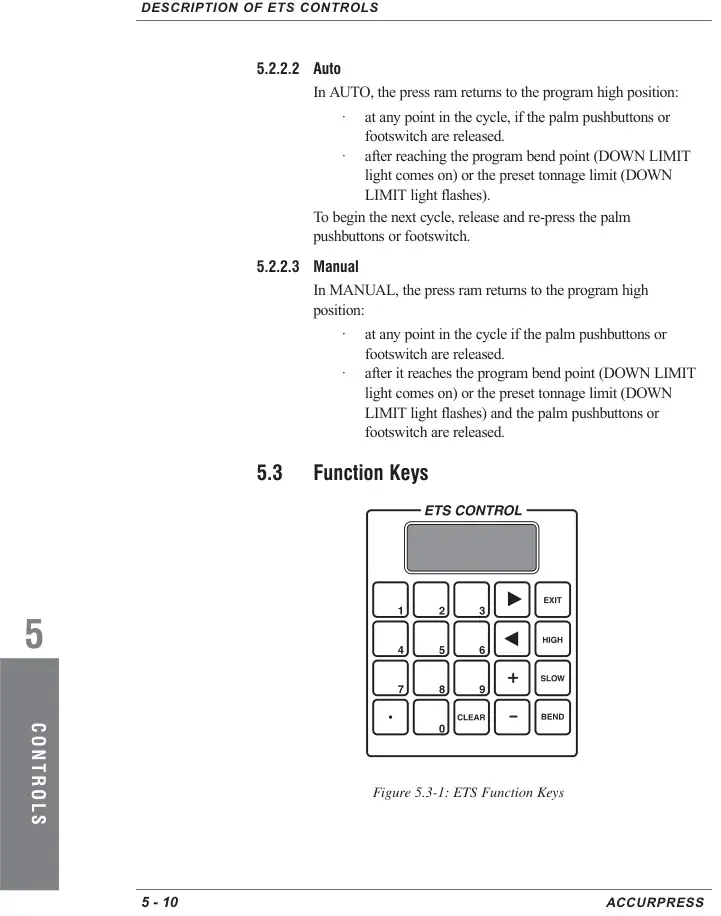 DESCRIPTION OF ETS CONTROLS
5.2.2.2 Auto
In AUTO, the press ram returns to the program high position:
· at any point in the cycle, if the palm pushbuttons or
footswitch are released.
· after reaching the program bend point (DOWN LIMIT
light comes on) or the preset tonnage limit (DOWN
LIMIT light flashes).
To begin the next cycle, release and re-press the palm
pushbuttons or footswitch.
5.2.2.3 Manual
In MANUAL, the press ram returns to the program high
position:
· at any point in the cycle if the palm pushbuttons or
footswitch are released.
· after it reaches the program bend point (DOWN LIMIT
light comes on) or the preset tonnage limit (DOWN
LIMIT light flashes) and the palm pushbuttons or
footswitch are released.
5.3 Function Keys
ETS CONTROL
1 2 3 ▶ EXIT
4 5 6 ◀ HIGH
7 8 9 + SLOW
. 0 CLEAR – BEND
Figure 5.3-1: ETS Function Keys
5
CONTROLS
5 - 10 ACCURPRESS